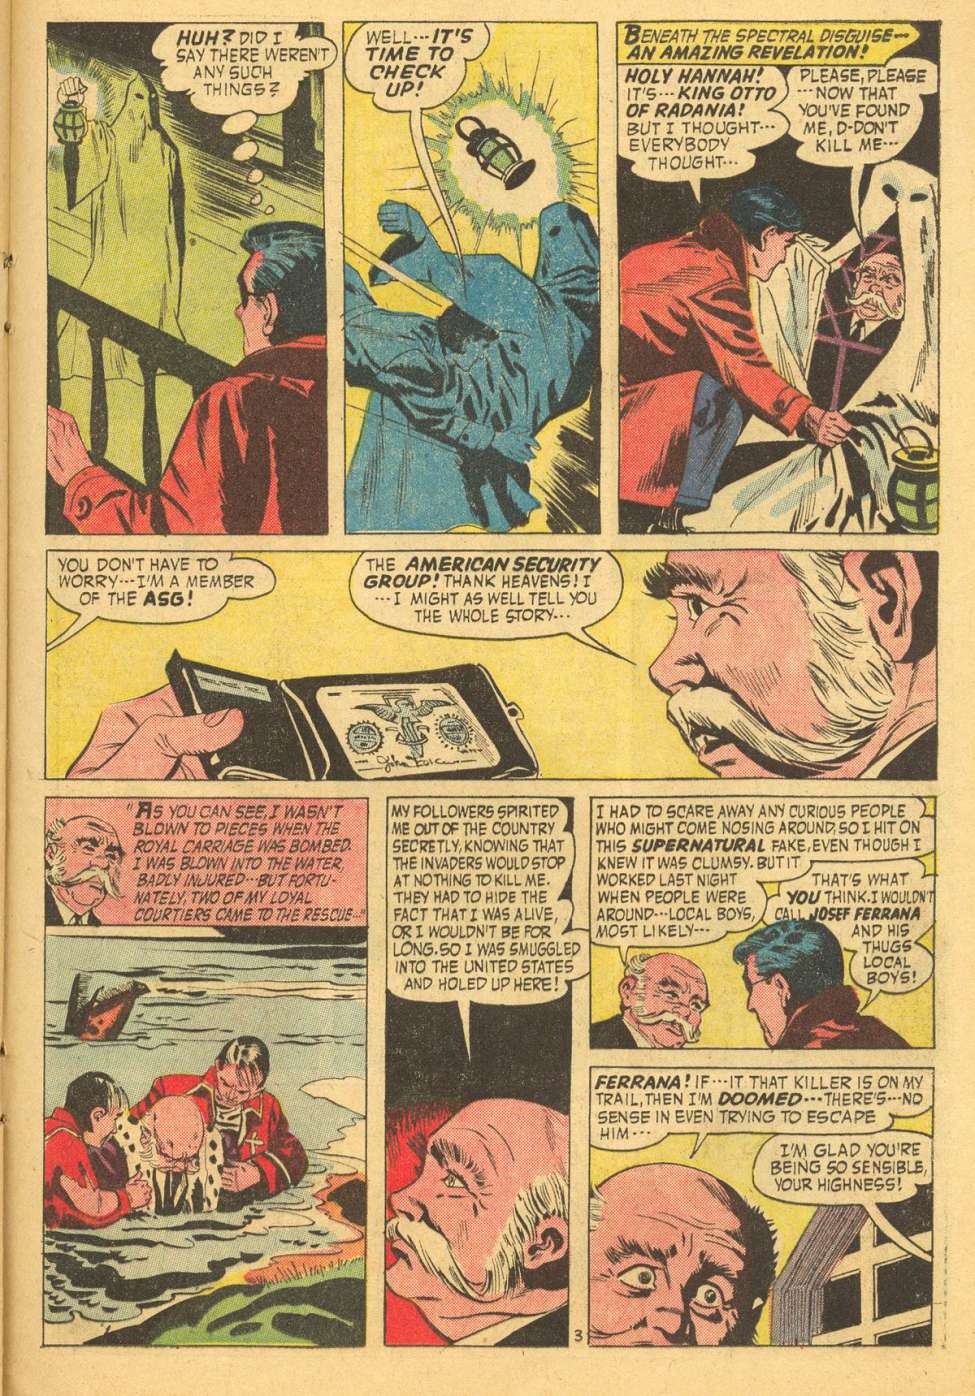 HUH? DID I
SAY THERE WEREN'T
ANY SUCH
THINGS?
WELL---IT'S
TIME TO
CHECK
UP!
BENEATH THE SPECTRAL DISGUISE---
AN AMAZING REVELATION!
HOLY HANNAH!
IT'S---KING OTTO
OF RADANIA!
BUT I THOUGHT---
EVERYBODY
THOUGHT---
PLEASE, PLEASE
---NOW THAT
YOU'VE FOUND
ME, D-DON'T
KILL ME---
YOU DON'T HAVE TO
WORRY---I'M A MEMBER
OF THE ASG!
THE AMERICAN SECURITY
GROUP! THANK HEAVENS! I
---I MIGHT AS WELL TELL YOU
THE WHOLE STORY---
"AS YOU CAN SEE, I WASN'T
BLOWN TO PIECES WHEN THE
ROYAL CARRIAGE WAS BOMBED.
I WAS BLOWN INTO THE WATER,
BADLY INJURED---BUT FORTU-
NATELY, TWO OF MY LOYAL
COURTIERS CAME TO THE RESCUE--"
MY FOLLOWERS SPIRITED
ME OUT OF THE COUNTRY
SECRETLY, KNOWING THAT
THE INVADERS WOULD STOP
AT NOTHING TO KILL ME.
THEY HAD TO HIDE THE
FACT THAT I WAS ALIVE,
OR I WOULDN'T BE FOR
LONG. SO I WAS SMUGGLED
INTO THE UNITED STATES
AND HOLED UP HERE!
I HAD TO SCARE AWAY ANY CURIOUS PEOPLE
WHO MIGHT COME NOSING AROUND, SO I HIT ON
THIS SUPERNATURAL FAKE, EVEN THOUGH I
KNEW IT WAS CLUMSY. BUT IT
WORKED LAST NIGHT
WHEN PEOPLE WERE
AROUND---LOCAL BOYS,
MOST LIKELY---
THAT'S WHAT
YOU THINK. I WOULDN'T
CALL JOSEF FERRANA
AND HIS
THUGS
LOCAL
BOYS!
FERRANA! IF---IT THAT KILLER IS ON MY
TRAIL, THEN I'M DOOMED---THERE'S---NO
SENSE IN EVEN TRYING TO ESCAPE
HIM---
I'M GLAD YOU'RE
BEING SO SENSIBLE,
YOUR HIGHNESS!
3